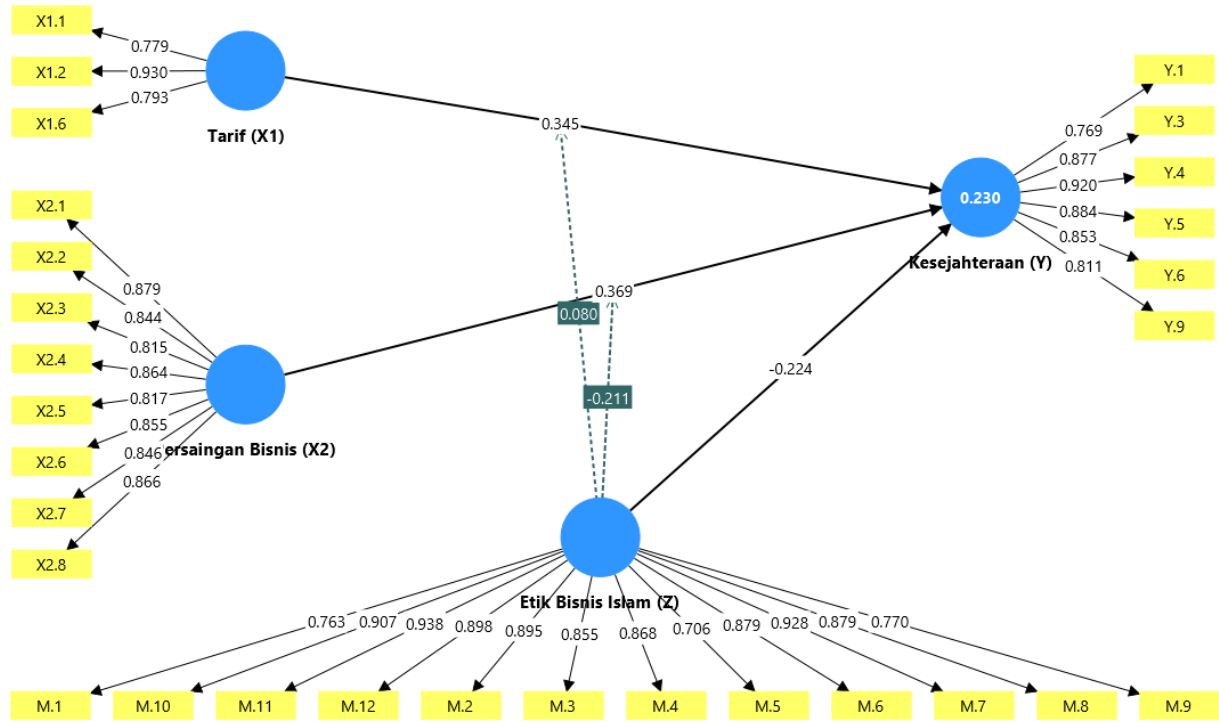 X1.1
X1.2
X1.6
0.779
0.930
0.793
Tarif (X1)
0.345
X2.1
X2.2
X2.3
X2.4
X2.5
X2.6
X2.7
X2.8
0.879
0.844
0.815
0.864
0.817
0.855
0.846
0.866
ersaingan Bisnis (X2)
0.369
0.080
-0.211
-0.224
0.230
Kesejahteraan (Y)
0.769
0.877
0.920
0.884
0.853
0.811
Y.1
Y.3
Y.4
Y.5
Y.6
Y.9
Etik Bisnis Islam (Z)
0.763 0.907 0.938 0.898 0.895 0.855 0.868 0.706 0.879 0.928 0.879 0.770
M.1 M.10 M.11 M.12 M.2 M.3 M.4 M.5 M.6 M.7 M.8 M.9